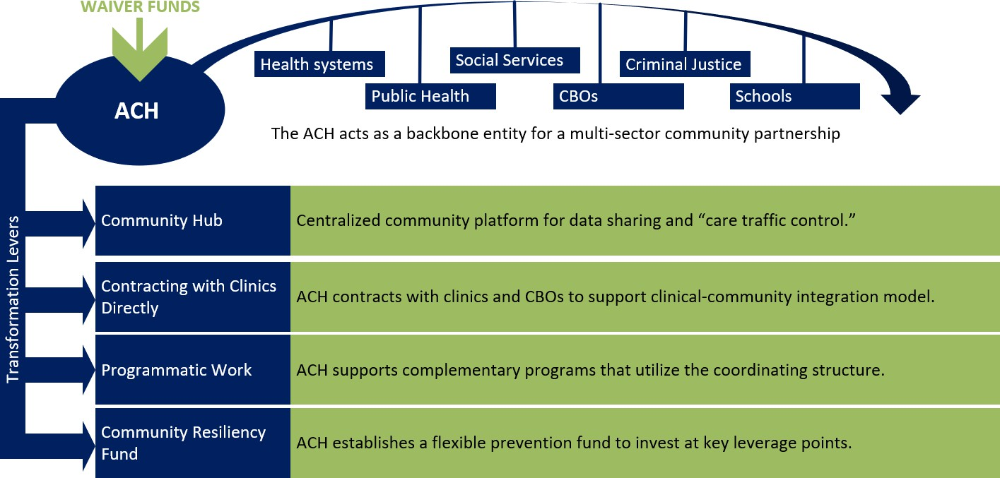 WAIVER FUNDS
ACH
Health systems
Public Health
Social Services
CBOs
Criminal Justice
Schools
The ACH acts as a backbone entity for a multi-sector community partnership
Transformation Levers
Community Hub
Centralized community platform for data sharing and “care traffic control.”
Contracting with Clinics
Directly
ACH contracts with clinics and CBOs to support clinical-community integration model.
Programmatic Work
ACH supports complementary programs that utilize the coordinating structure.
Community Resiliency
Fund
ACH establishes a flexible prevention fund to invest at key leverage points.